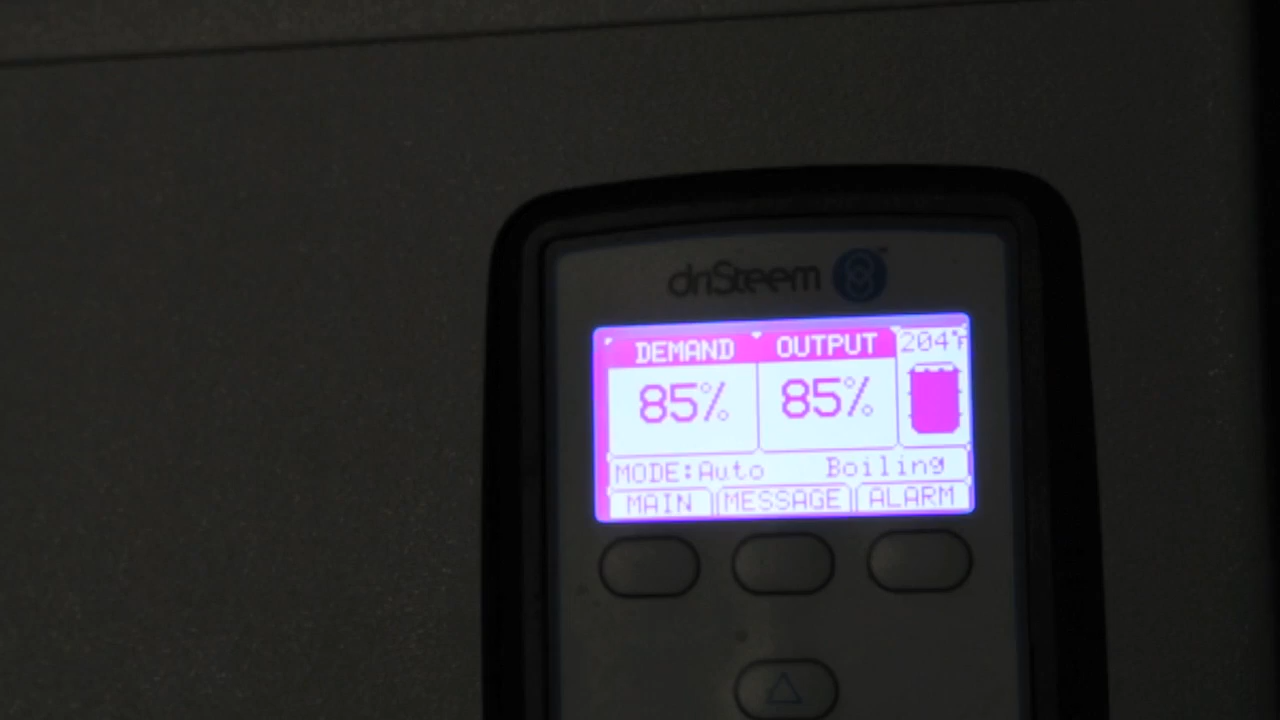 driSteem
DEMAND OUTPUT 204°F
85% 85%
MODE:Auto Boiling
MAIN MESSAGE ALARM